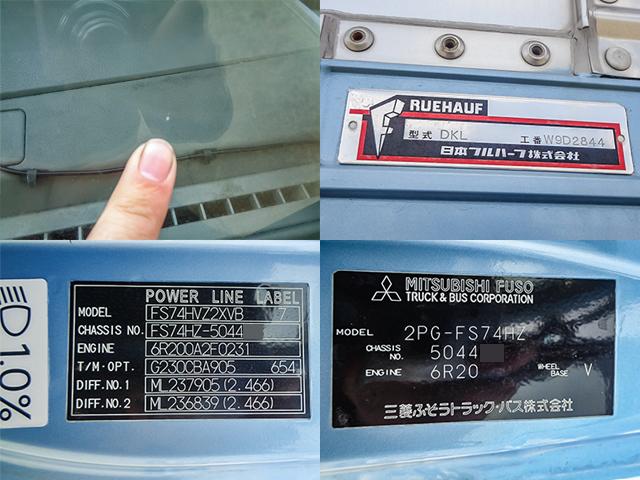 RUEHAUF
型式 DKL 工番 W9D2844
日本フルハーフ株式会社
1.0%
POWER LINE LABEL
MODEL FS74HVZ2XVB 7
CHASSIS NO. FS74HZ-5044
ENGINE 6R200A2F0231
T/M・OPT. G230OBA905 654
DIFF.NO.1 ML237905(2.466)
DIFF.NO.2 ML236839(2.466)
MITSUBISHI FUSO
TRUCK & BUS CORPORATION
MODEL 2PG-FS74HZ
CHASSIS NO. 5044
ENGINE 6R20 WHEEL BASE V
三菱ふそうトラック・バス株式会社